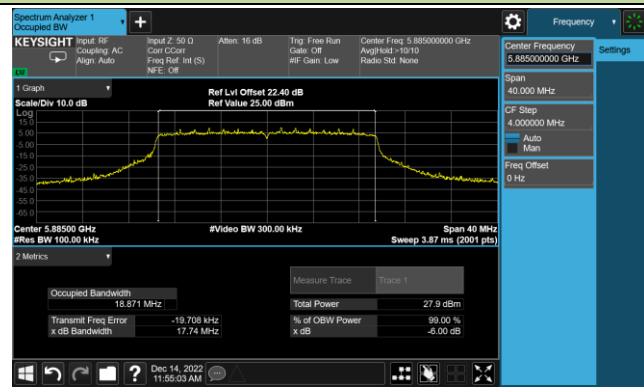 Spectrum Analyzer 1
Occupied BW
Frequency
KEYSIGHT
Input: RF
Coupling: AC
Align: Auto
Input Z: 50 Ω
Corr CCorr
Freq Ref: Int (S)
NFE: Off
Atten: 16 dB
Trig: Free Run
Gate: Off
#IF Gain: Low
Center Freq: 5.885000000 GHz
Avg|Hold:>10/10
Radio Std: None
Center Frequency
5.885000000 GHz
Settings
Span
40.000 MHz
CF Step
4.000000 MHz
Auto
Man
Freq Offset
0 Hz
1 Graph
Scale/Div 10.0 dB
Ref Lvl Offset 22.40 dB
Ref Value 25.00 dBm
Log
15.0
5.00
-5.00
-15.0
-25.0
-35.0
-45.0
-55.0
-65.0
Center 5.88500 GHz
#Video BW 300.00 kHz
Span 40 MHz
#Res BW 100.00 kHz
Sweep 3.87 ms (2001 pts)
2 Metrics
Measure Trace
Trace 1
Occupied Bandwidth
18.871 MHz
Total Power
27.9 dBm
Transmit Freq Error
-19.708 kHz
% of OBW Power
99.00 %
x dB Bandwidth
17.74 MHz
x dB
-6.00 dB
Dec 14, 2022
11:55:03 AM